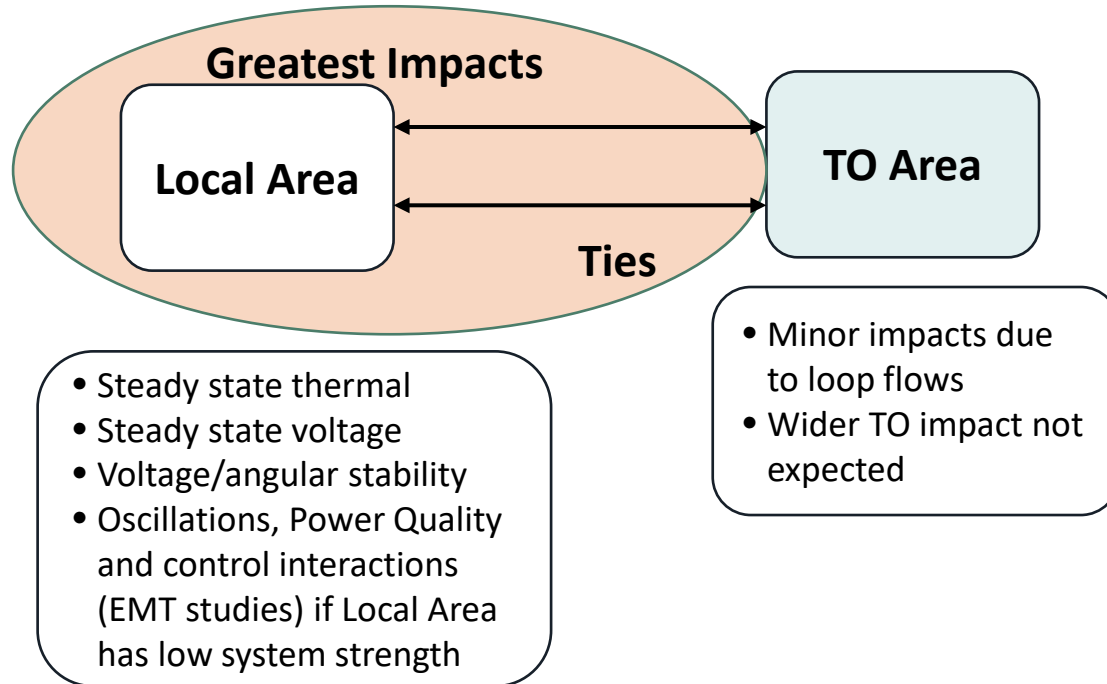 Greatest Impacts
Local Area
TO Area
Ties
• Steady state thermal
• Steady state voltage
• Voltage/angular stability
• Oscillations, Power Quality
and control interactions
(EMT studies) if Local Area
has low system strength
• Minor impacts due
to loop flows
• Wider TO impact not
expected